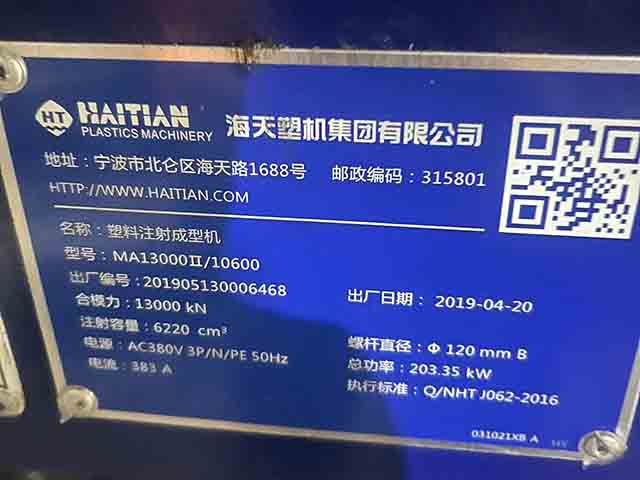 HT HAITIAN
PLASTICS MACHINERY
海天塑机集团有限公司
地址：宁波市北仑区海天路1688号 邮政编码：315801
HTTP://WWW.HAITIAN.COM
名称：塑料注射成型机
型号：MA13000Ⅱ/10600
出厂编号：201905130006468 出厂日期：2019-04-20
合模力：13000 kN
注射容量：6220 cm³ 螺杆直径：Φ 120 mm B
电源：AC380V 3P/N/PE 50Hz 总功率：203.35 kW
电流：383 A 执行标准：Q/NHT J062-2016
031021XB A